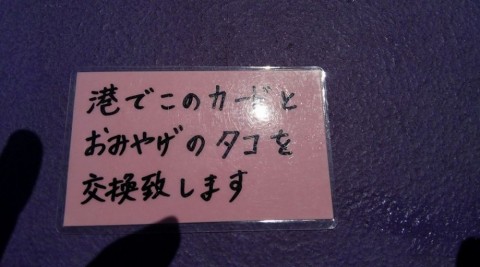 港でこのカードと
おみやげのタコを
交換致します